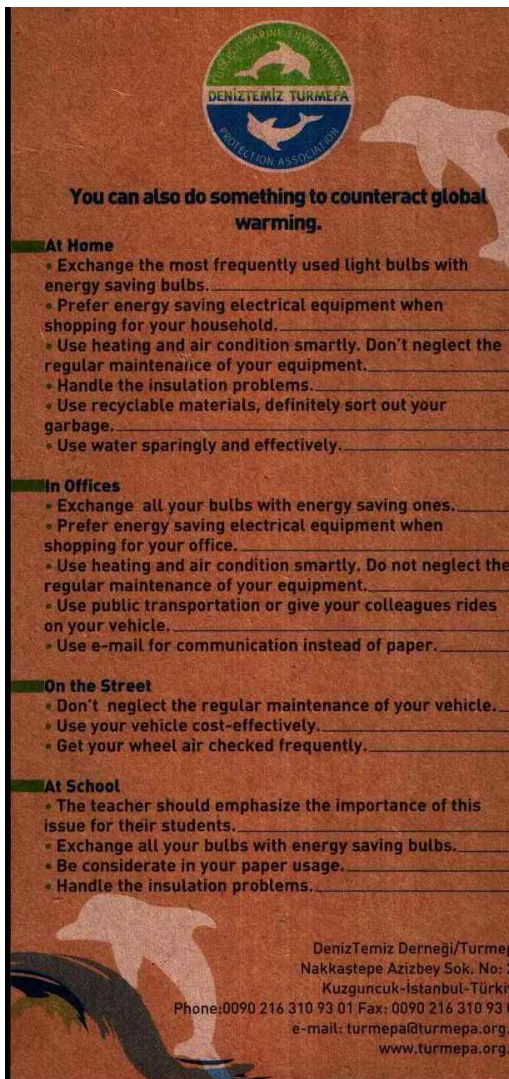 TURKISH MARINE ENVIRONMENT
DENİZTEMİZ TURMEPA
PROTECTION ASSOCIATION
You can also do something to counteract global
warming.
At Home
• Exchange the most frequently used light bulbs with
energy saving bulbs.
• Prefer energy saving electrical equipment when
shopping for your household.
• Use heating and air condition smartly. Don't neglect the
regular maintenance of your equipment.
• Handle the insulation problems.
• Use recyclable materials, definitely sort out your
garbage.
• Use water sparingly and effectively.
In Offices
• Exchange all your bulbs with energy saving ones.
• Prefer energy saving electrical equipment when
shopping for your office.
• Use heating and air condition smartly. Do not neglect the
regular maintenance of your equipment.
• Use public transportation or give your colleagues rides
on your vehicle.
• Use e-mail for communication instead of paper.
On the Street
• Don't neglect the regular maintenance of your vehicle.
• Use your vehicle cost-effectively.
• Get your wheel air checked frequently.
At School
• The teacher should emphasize the importance of this
issue for their students.
• Exchange all your bulbs with energy saving bulbs.
• Be considerate in your paper usage.
• Handle the insulation problems.
DenizTemiz Derneği/Turmep
Nakkaştepe Azizbey Sok. No:
Kuzguncuk-İstanbul-Türki
Phone:0090 216 310 93 01 Fax: 0090 216 310 93
e-mail: turmepa@turmepa.org.
www.turmepa.org.